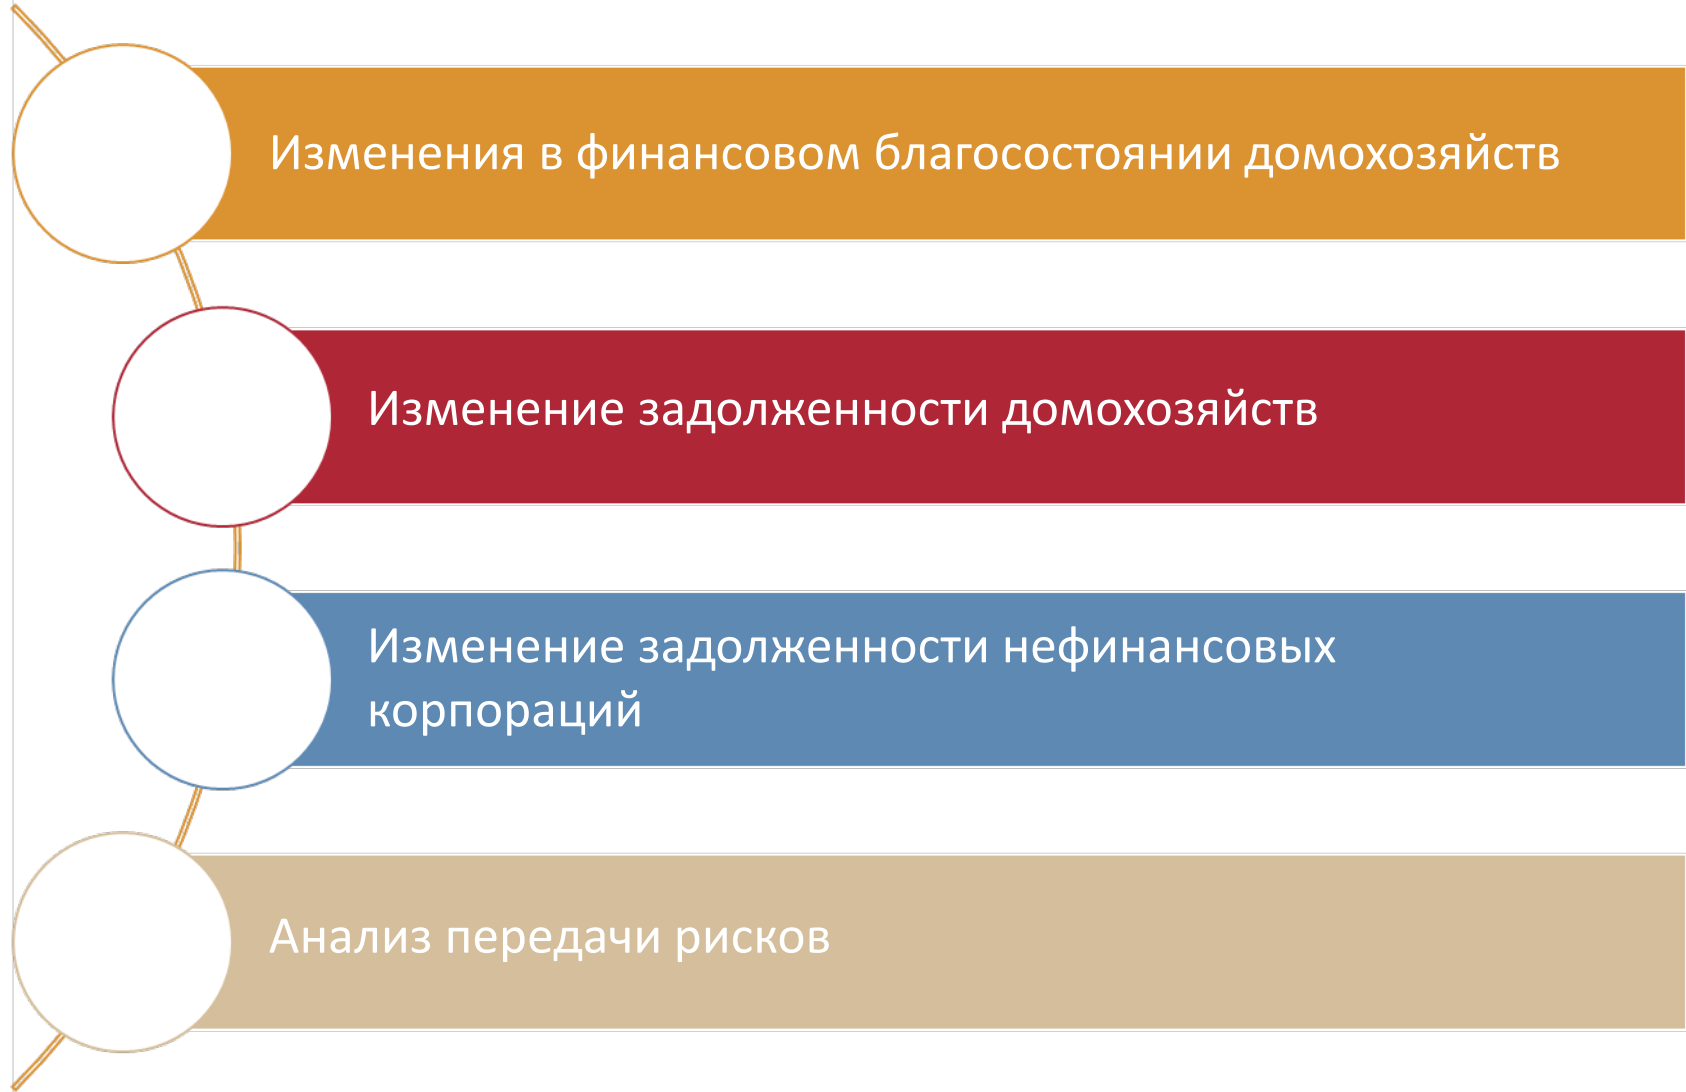 Изменения в финансовом благосостоянии домохозяйств
Изменение задолженности домохозяйств
Изменение задолженности нефинансовых
корпораций
Анализ передачи рисков